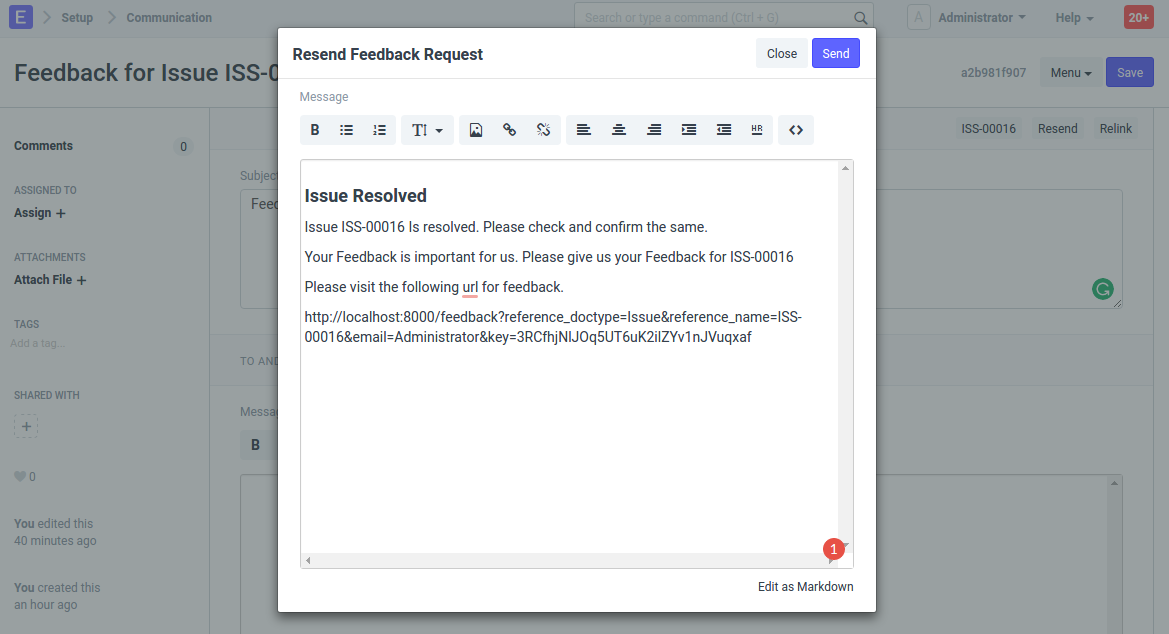 E Setup Communication
Search or type a command (Ctrl + G)
A Administrator Help 20+
Feedback for Issue ISS-0
a2b981f907 Menu Save
Resend Feedback Request
Close Send
Message
B TI HR
Issue Resolved
Issue ISS-00016 Is resolved. Please check and confirm the same.
Your Feedback is important for us. Please give us your Feedback for ISS-00016
Please visit the following url for feedback.
http://localhost:8000/feedback?reference_doctype=Issue&reference_name=ISS-
00016&email=Administrator&key=3RCfhjNIJOq5UT6uK2iIZYv1nJVuqxaf
1
Edit as Markdown
Comments 0
ASSIGNED TO
Assign +
ATTACHMENTS
Attach File +
TAGS
Add a tag...
SHARED WITH
+
0
You edited this
40 minutes ago
You created this
an hour ago
ISS-00016 Resend Relink
Subject
Feed
G
TO AND
Messa
B